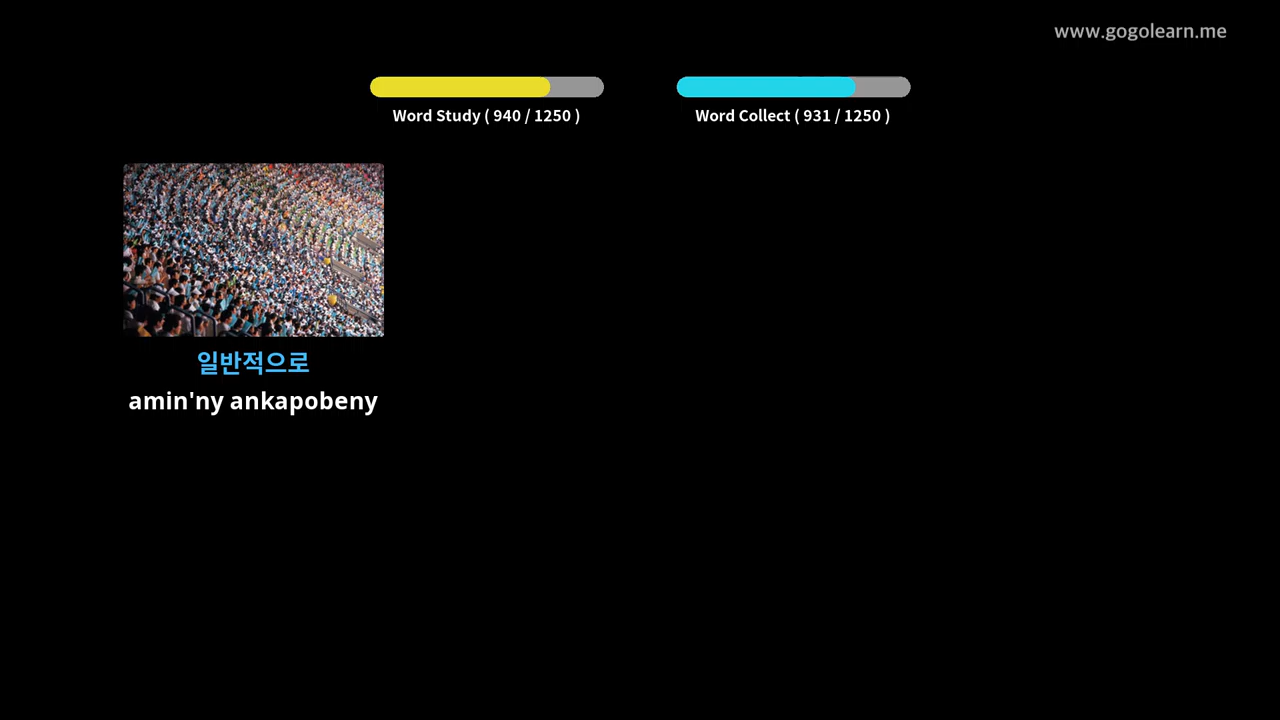 www.gogolearn.me
Word Study ( 940 / 1250 )
Word Collect ( 931 / 1250 )
일반적으로
amin'ny ankapobeny